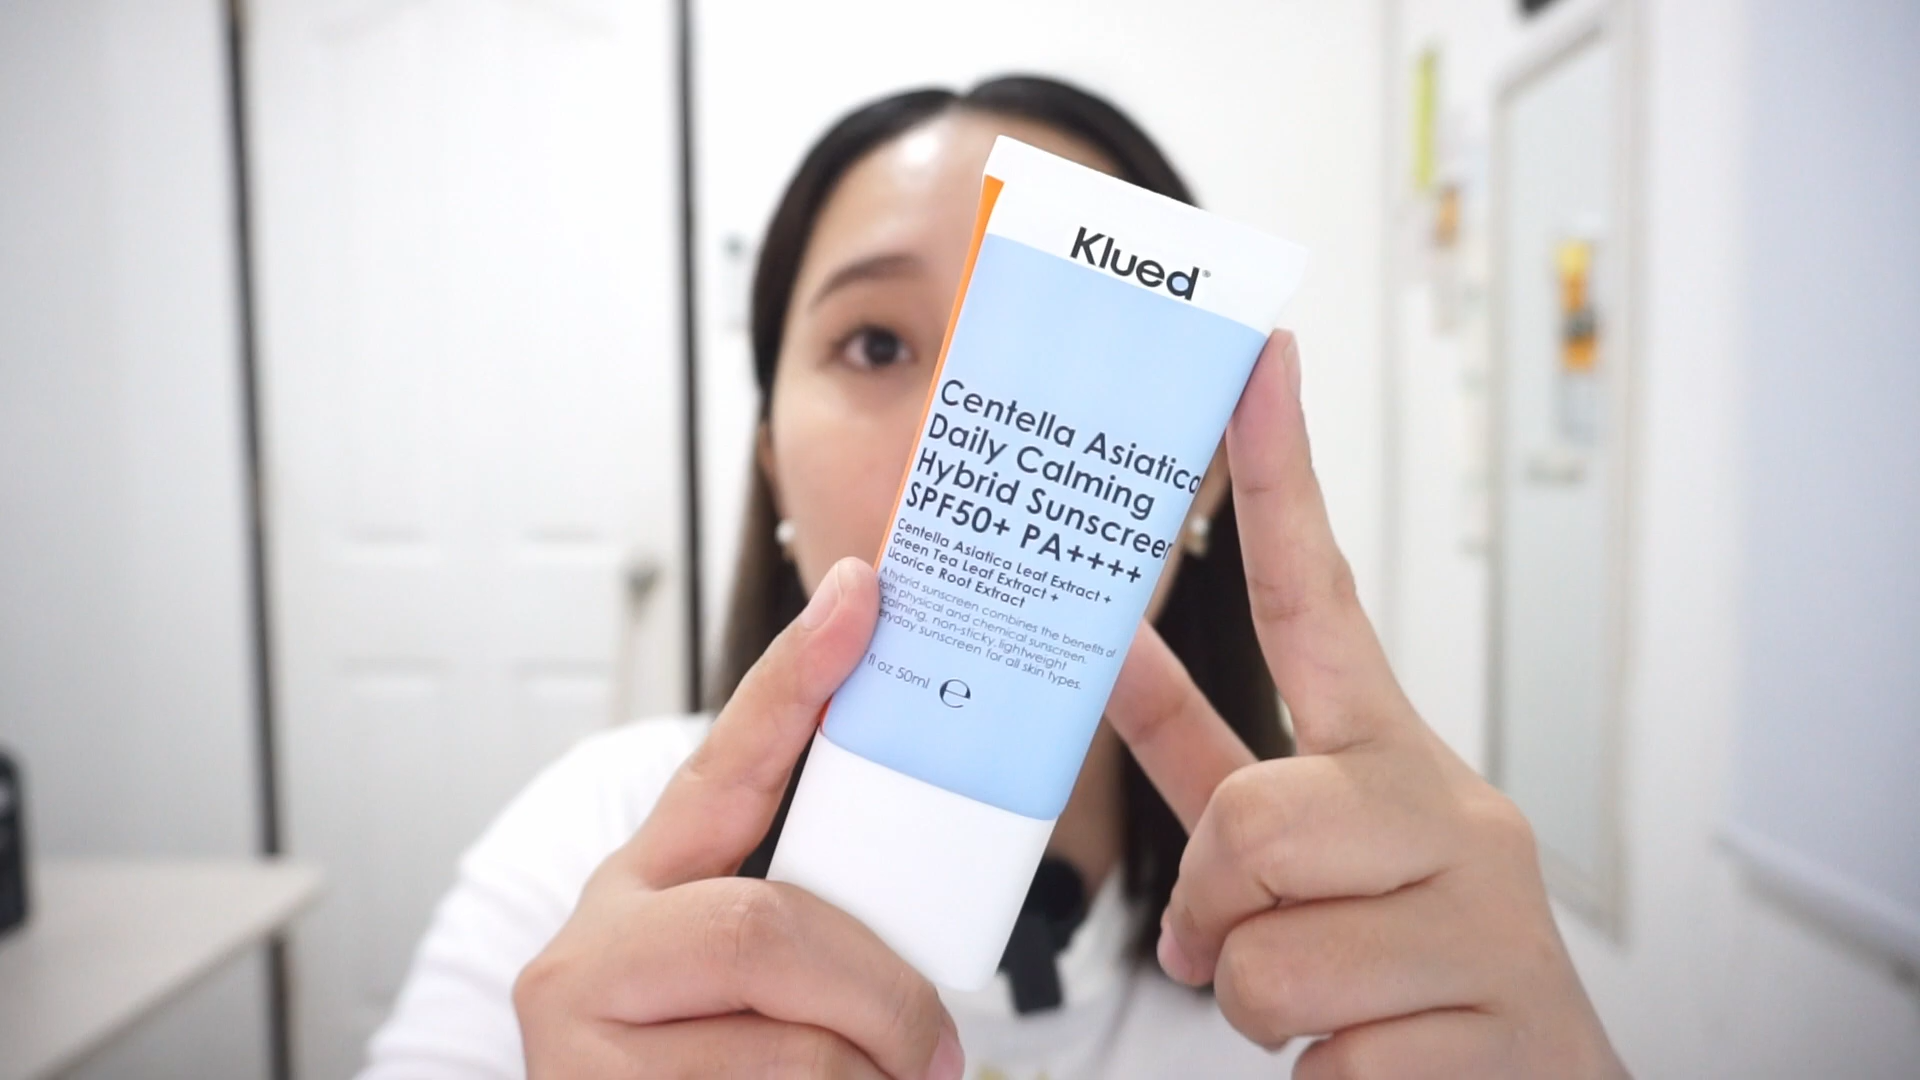 Klued®
Centella Asiatica
Daily Calming
Hybrid Sunscreen
SPF50+ PA++++
Centella Asiatica Leaf Extract +
Green Tea Leaf Extract +
Licorice Root Extract
A hybrid sunscreen combines the benefits of
both physical and chemical sunscreen.
calming, non-sticky, lightweight
eryday sunscreen for all skin types.
fl oz 50ml ℮